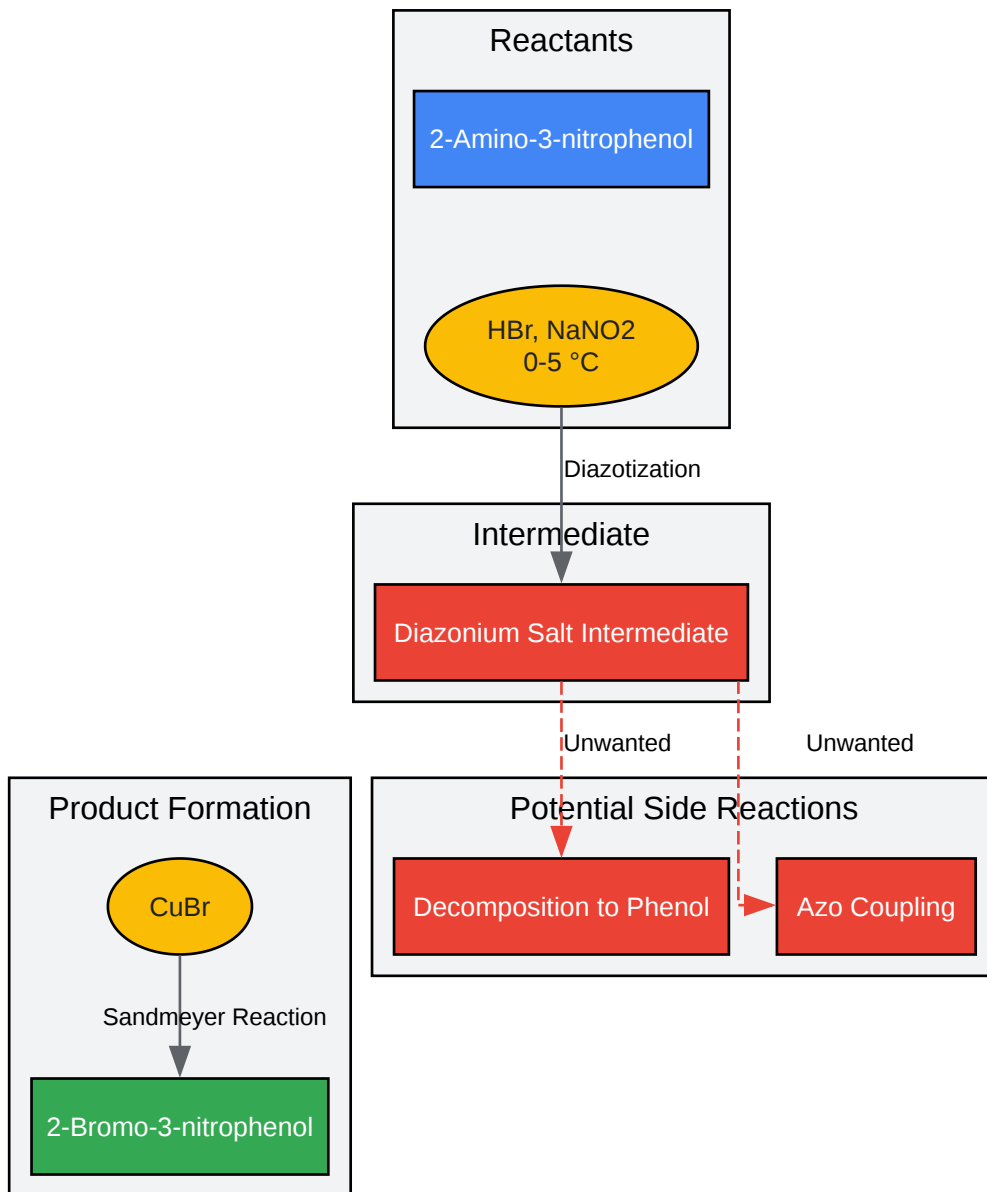 Reactants
2-Amino-3-nitrophenol
HBr, NaNO2
0-5 °C
Diazotization
Intermediate
Diazonium Salt Intermediate
Unwanted
Unwanted
Product Formation
CuBr
Sandmeyer Reaction
2-Bromo-3-nitrophenol
Potential Side Reactions
Decomposition to Phenol
Azo Coupling